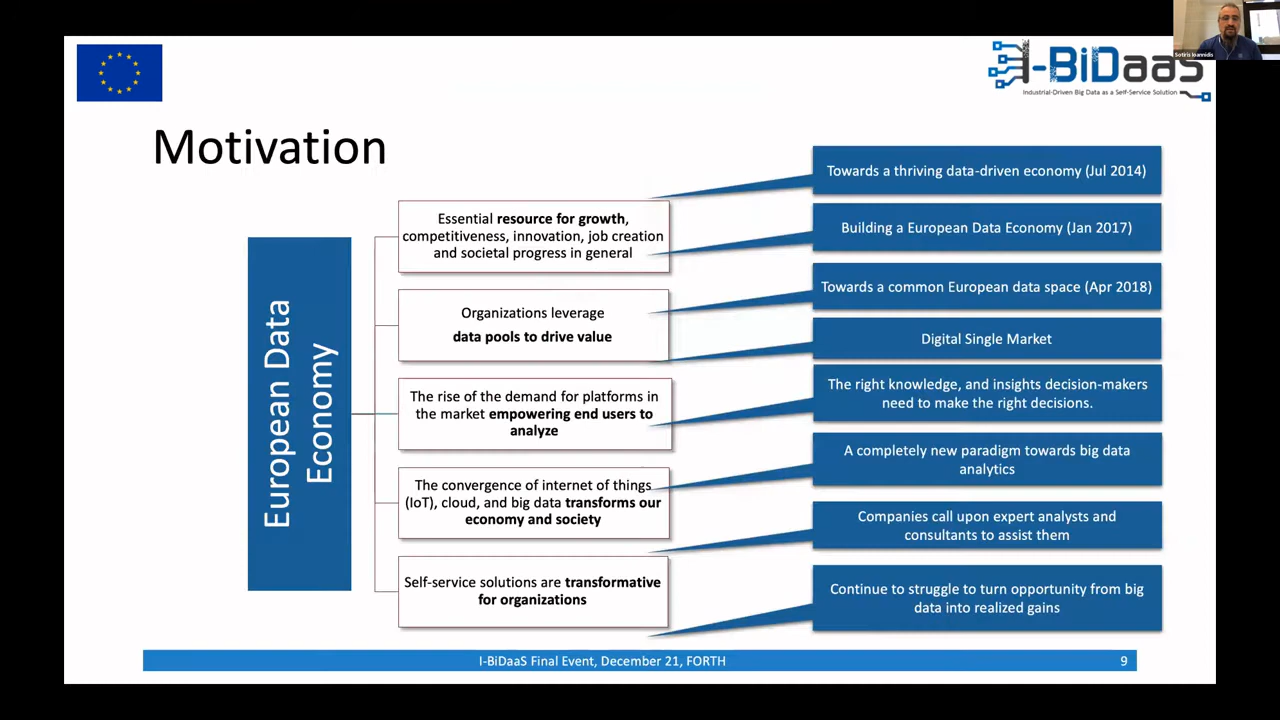 Sotiris Ioannidis
I-BiDaaS
Industrial-Driven Big Data as a Self-Service Solution
Motivation
European Data
Economy
Essential resource for growth,
competitiveness, innovation, job creation
and societal progress in general
Organizations leverage
data pools to drive value
The rise of the demand for platforms in
the market empowering end users to
analyze
The convergence of internet of things
(IoT), cloud, and big data transforms our
economy and society
Self-service solutions are transformative
for organizations
Towards a thriving data-driven economy (Jul 2014)
Building a European Data Economy (Jan 2017)
Towards a common European data space (Apr 2018)
Digital Single Market
The right knowledge, and insights decision-makers
need to make the right decisions.
A completely new paradigm towards big data
analytics
Companies call upon expert analysts and
consultants to assist them
Continue to struggle to turn opportunity from big
data into realized gains
I-BiDaaS Final Event, December 21, FORTH
9